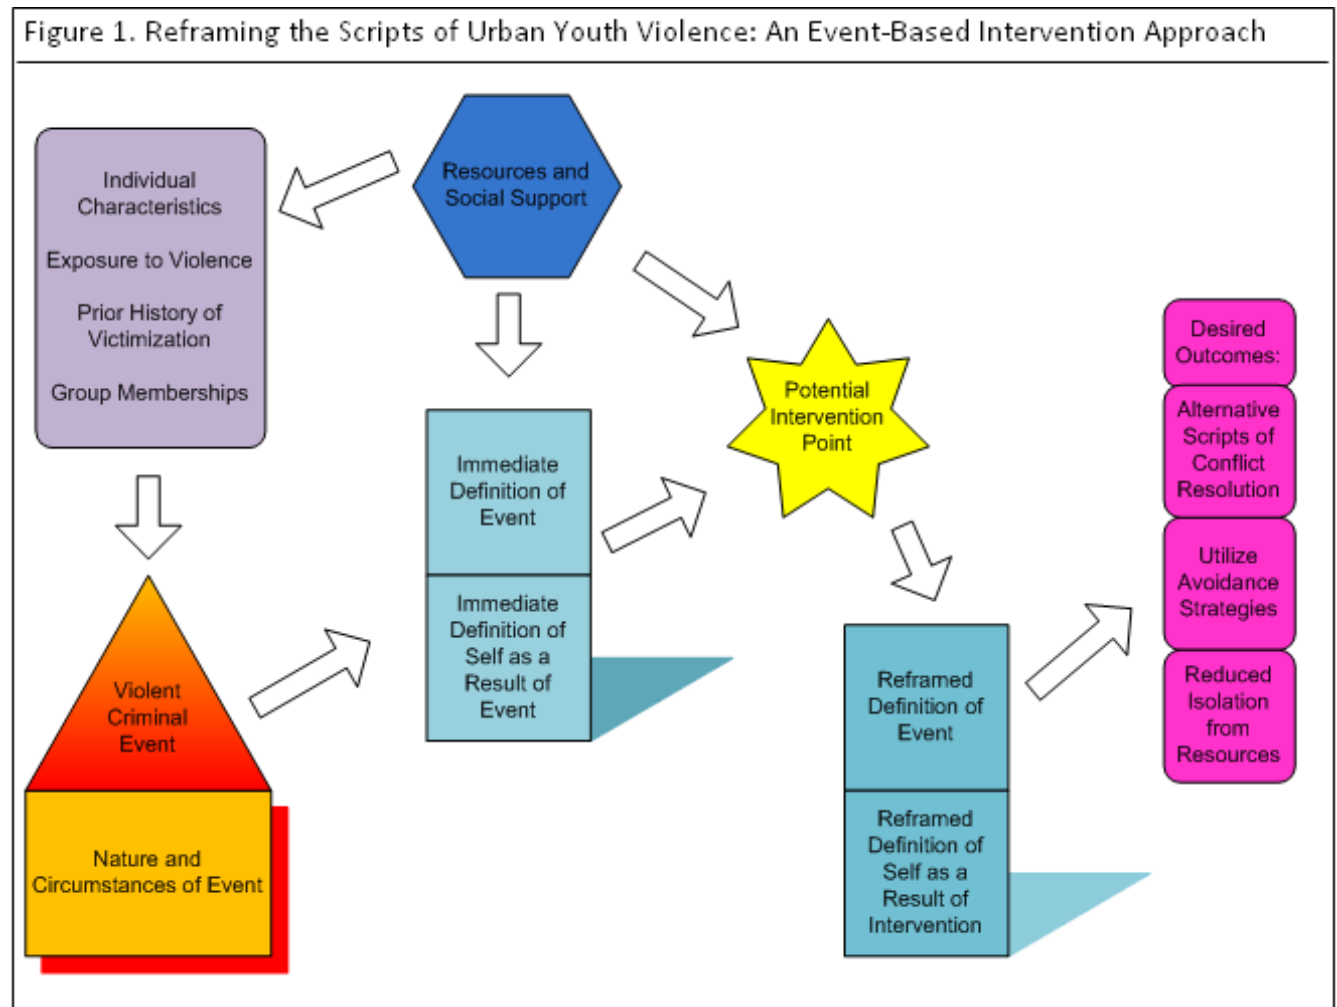 Figure 1. Reframing the Scripts of Urban Youth Violence: An Event-Based Intervention Approach
Individual
Characteristics
Exposure to Violence
Prior History of
Victimization
Group Memberships
Resources and
Social Support
Violent
Criminal
Event
Nature and
Circumstances of Event
Immediate
Definition of
Event
Immediate
Definition of
Self as a
Result of
Event
Potential
Intervention
Point
Reframed
Definition of
Event
Reframed
Definition of
Self as a
Result of
Intervention
Desired
Outcomes:
Alternative
Scripts of
Conflict
Resolution
Utilize
Avoidance
Strategies
Reduced
Isolation
from
Resources